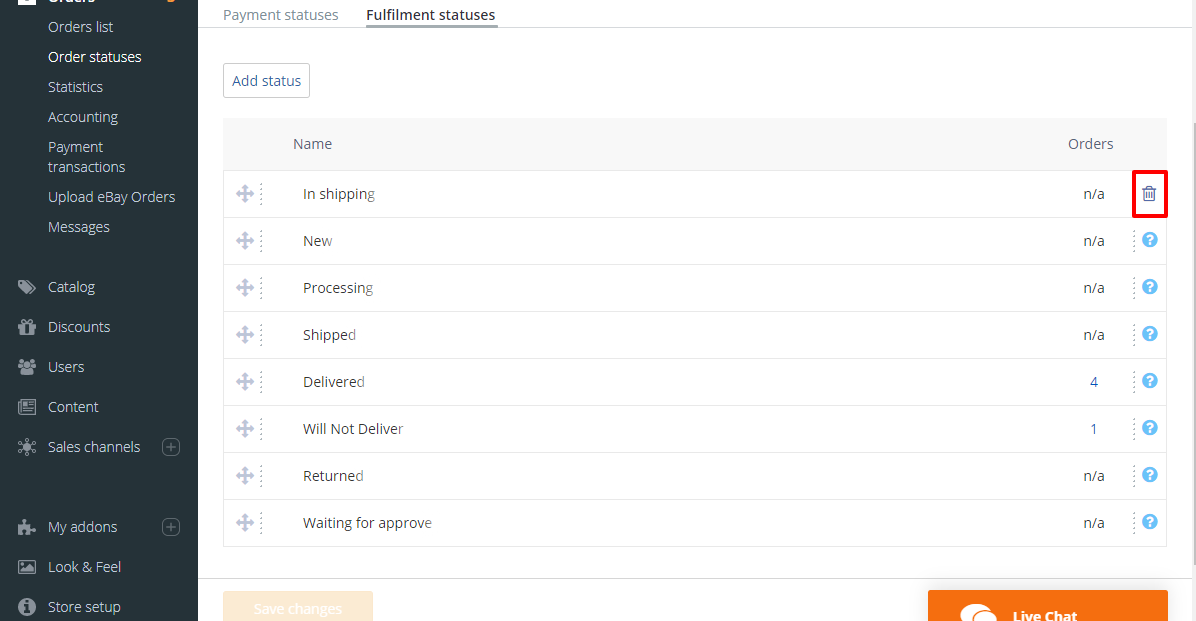 Orders 3
Orders list
Order statuses
Statistics
Accounting
Payment
transactions
Upload eBay Orders
Messages
Catalog
Discounts
Users
Content
Sales channels
My addons
Look & Feel
Store setup
Payment statuses Fulfilment statuses
Add status
Name Orders
In shipping n/a
New n/a ?
Processing n/a ?
Shipped n/a ?
Delivered 4 ?
Will Not Deliver 1 ?
Returned n/a ?
Waiting for approve n/a ?
Save changes
Live Chat